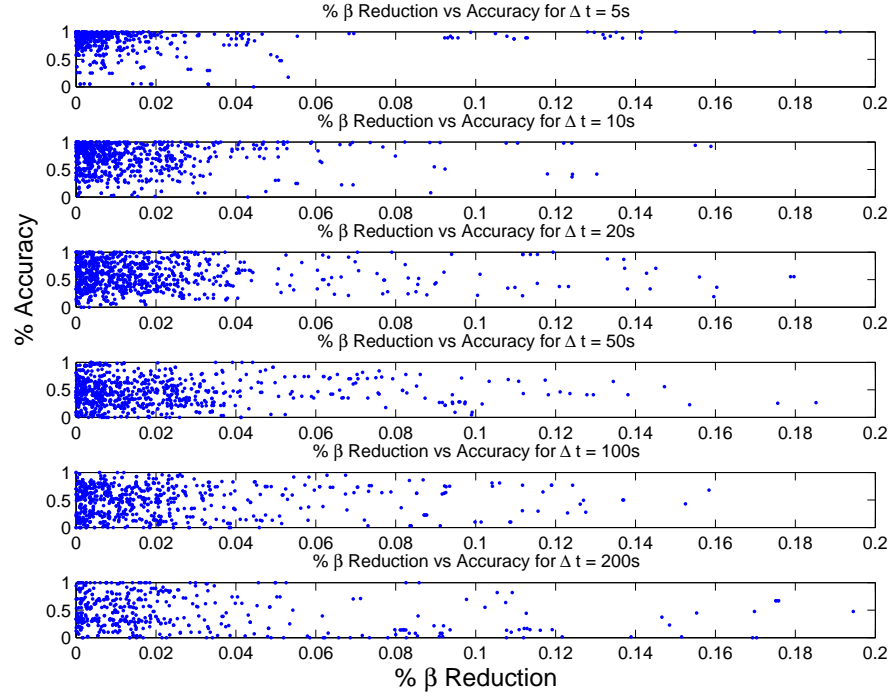 % β Reduction vs Accuracy for Δ t = 5s
1
0.5
0
0 0.02 0.04 0.06 0.08 0.1 0.12 0.14 0.16 0.18 0.2
% β Reduction vs Accuracy for Δ t = 10s
1
0.5
0
0 0.02 0.04 0.06 0.08 0.1 0.12 0.14 0.16 0.18 0.2
% β Reduction vs Accuracy for Δ t = 20s
1
0.5
0
0 0.02 0.04 0.06 0.08 0.1 0.12 0.14 0.16 0.18 0.2
% Accuracy
% β Reduction vs Accuracy for Δ t = 50s
1
0.5
0
0 0.02 0.04 0.06 0.08 0.1 0.12 0.14 0.16 0.18 0.2
% β Reduction vs Accuracy for Δ t = 100s
1
0.5
0
0 0.02 0.04 0.06 0.08 0.1 0.12 0.14 0.16 0.18 0.2
% β Reduction vs Accuracy for Δ t = 200s
1
0.5
0
0 0.02 0.04 0.06 0.08 0.1 0.12 0.14 0.16 0.18 0.2
% β Reduction